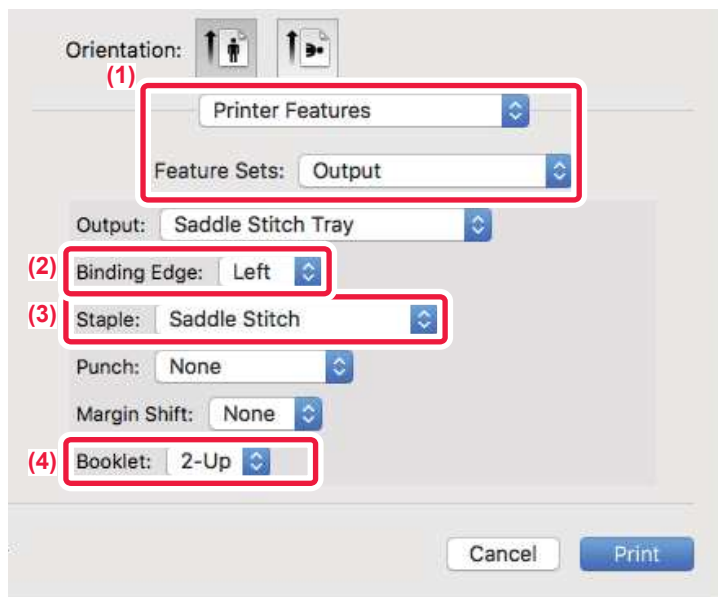 Orientation:
(1)
Printer Features
Feature Sets: Output
Output: Saddle Stitch Tray
(2) Binding Edge: Left
(3) Staple: Saddle Stitch
Punch: None
Margin Shift: None
(4) Booklet: 2-Up
Cancel Print